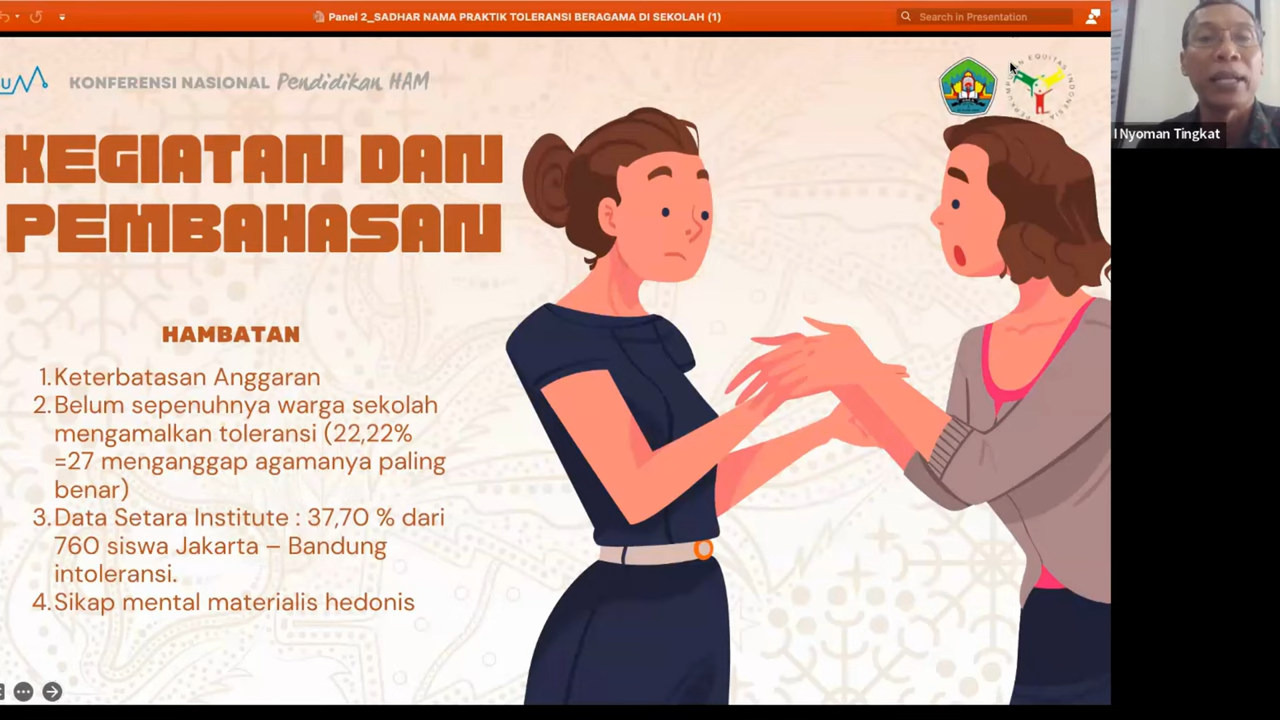 Panel 2_SADHAR NAMA PRAKTIK TOLERANSI BERAGAMA DI SEKOLAH (1)
Search in Presentation
KONFERENSI NASIONAL Pendidikan HAM
I Nyoman Tingkat
KEGIATAN DAN
PEMBAHASAN
HAMBATAN
1.Keterbatasan Anggaran
2.Belum sepenuhnya warga sekolah
mengamalkan toleransi (22,22%
=27 menganggap agamanya paling
benar)
3.Data Setara Institute : 37,70 % dari
760 siswa Jakarta – Bandung
intoleransi.
4.Sikap mental materialis hedonis